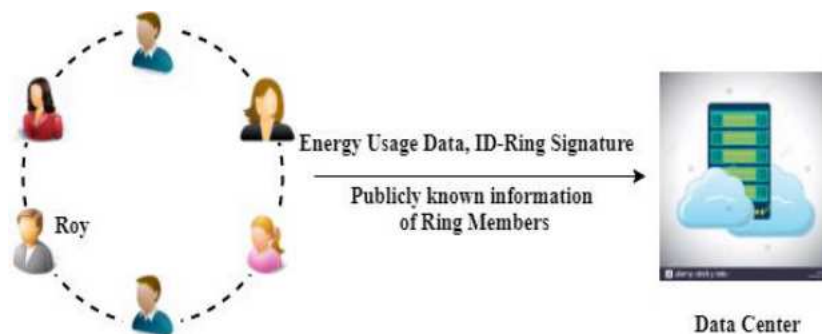 Energy Usage Data, ID-Ring Signature
Publicly known information
of Ring Members
Roy
Data Center